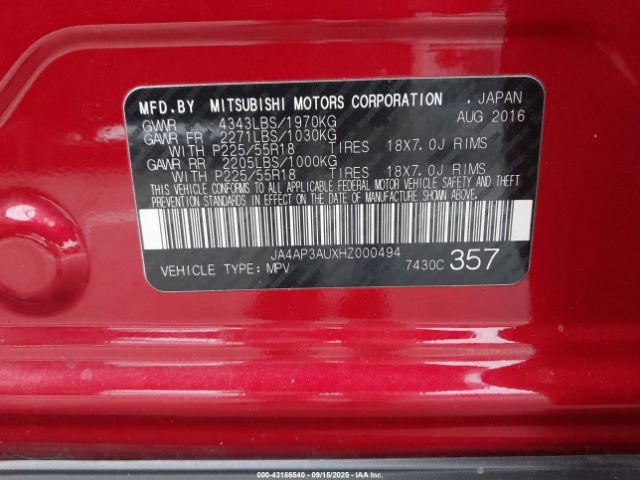 MFD.BY MITSUBISHI MOTORS CORPORATION , JAPAN
GVWR 4343LBS/1970KG AUG 2016
GAWR FR 2271LBS/1030KG
WITH P225/55R18 TIRES 18X7.0J RIMS
GAWR RR 2205LBS/1000KG
WITH P225/55R18 TIRES 18X7.0J RIMS
THIS VEHICLE CONFORMS TO ALL APPLICABLE FEDERAL MOTOR VEHICLE SAFETY AND THEFT
PREVENTION STANDARDS IN EFFECT ON THE DATE OF MANUFACTURE SHOWN ABOVE.
JA4AP3AUXHZ000494
VEHICLE TYPE: MPV 7430C 357
000-43186540 - 09/15/2025 - IAAI.COM